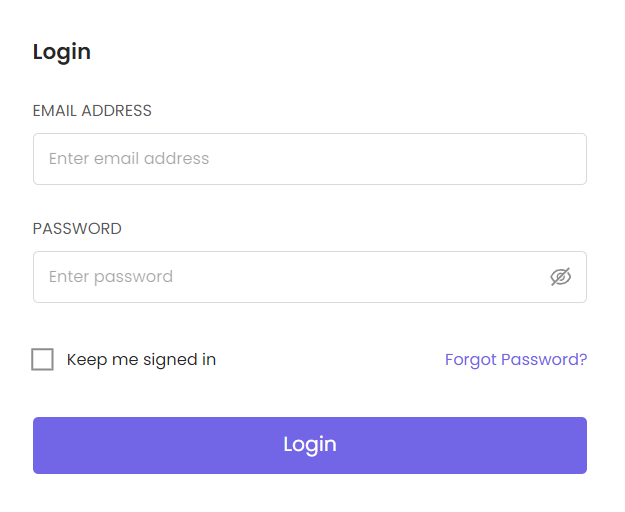 Login
EMAIL ADDRESS
Enter email address
PASSWORD
Enter password
Keep me signed in Forgot Password?
Login